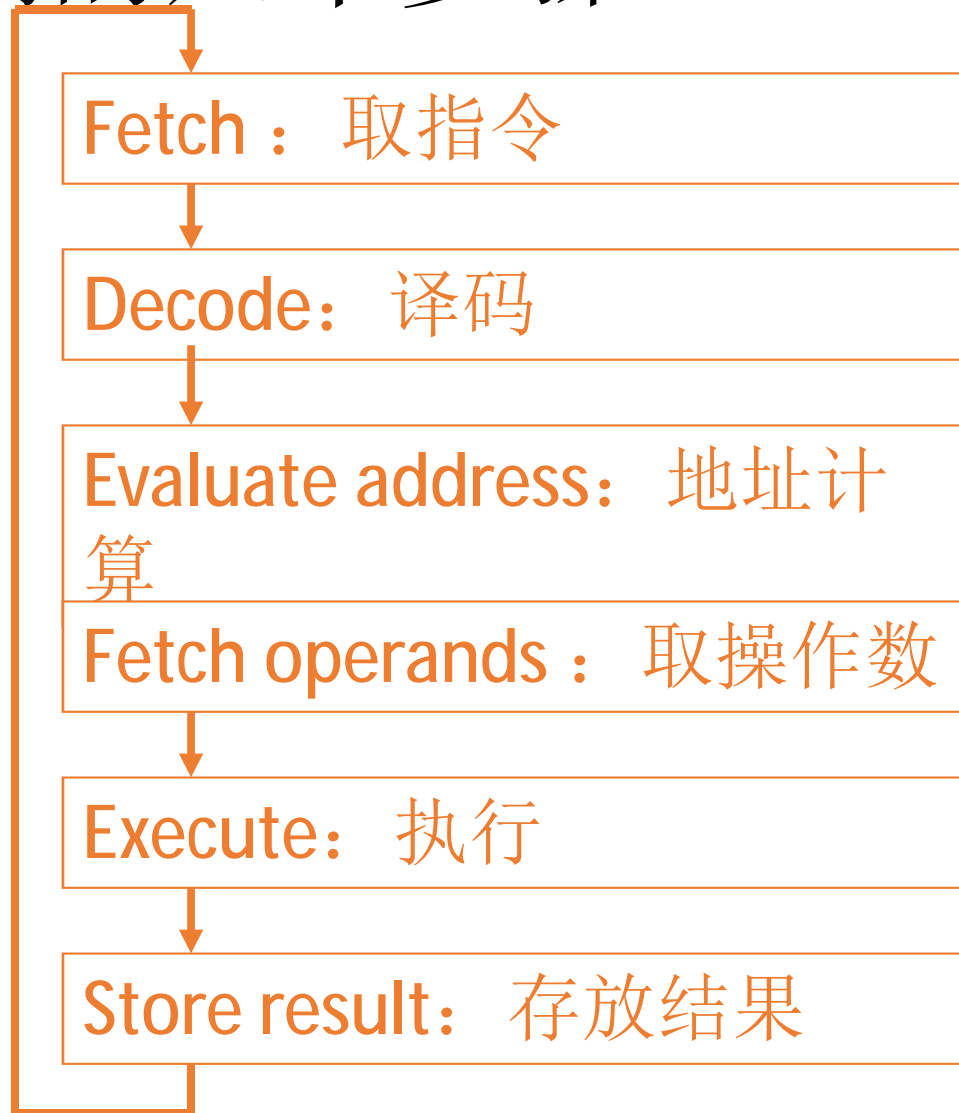 Fetch ：取指令
Decode：译码
Evaluate address：地址计
算
Fetch operands ：取操作数
Execute：执行
Store result：存放结果